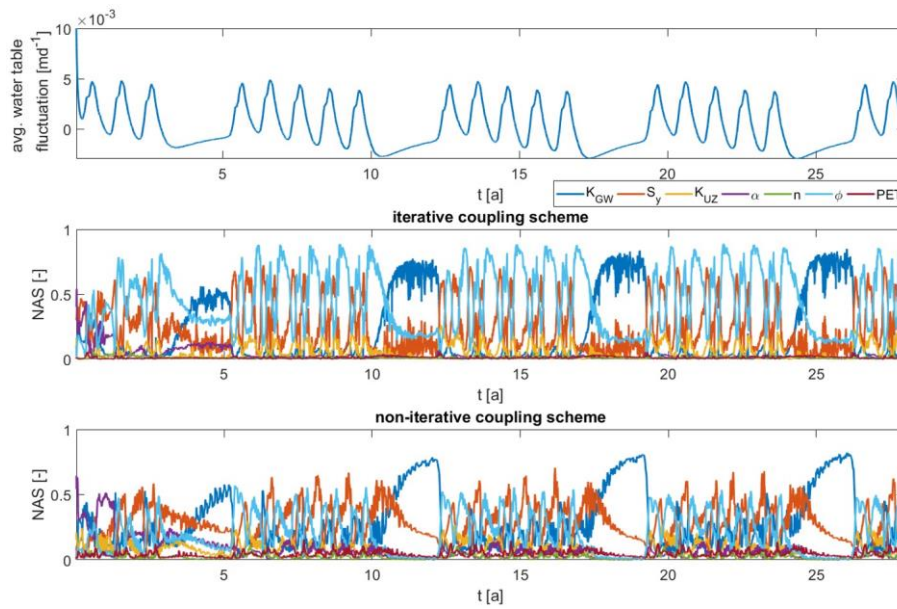 ×10⁻³
10
5
0
avg. water table
fluctuation [md⁻¹]
5 10 15 20 25
t [a]
K_GW S_y K_UZ α n ϕ PET
iterative coupling scheme
1
0.5
0
NAS [-]
5 10 15 20 25
t [a]
non-iterative coupling scheme
1
0.5
0
NAS [-]
5 10 15 20 25
t [a]